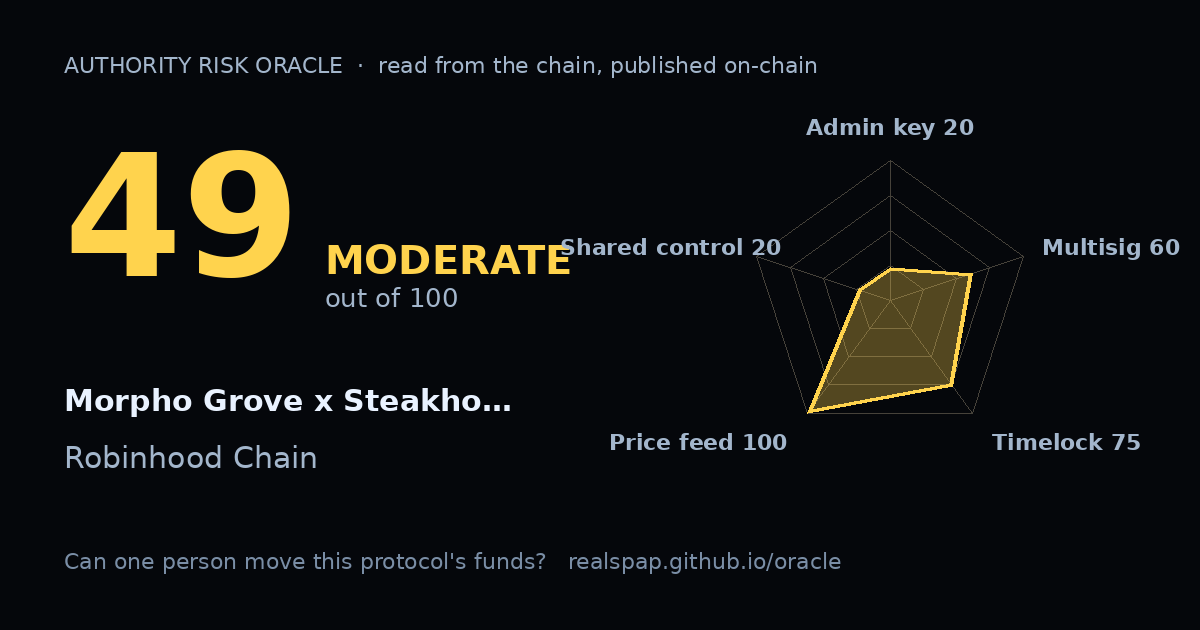 AUTHORITY RISK ORACLE · read from the chain, published on-chain
49
MODERATE
out of 100
Morpho Grove x Steakho…
Robinhood Chain
Admin key 20
Shared control 20
Multisig 60
Price feed 100
Timelock 75
Can one person move this protocol's funds? realspap.github.io/oracle